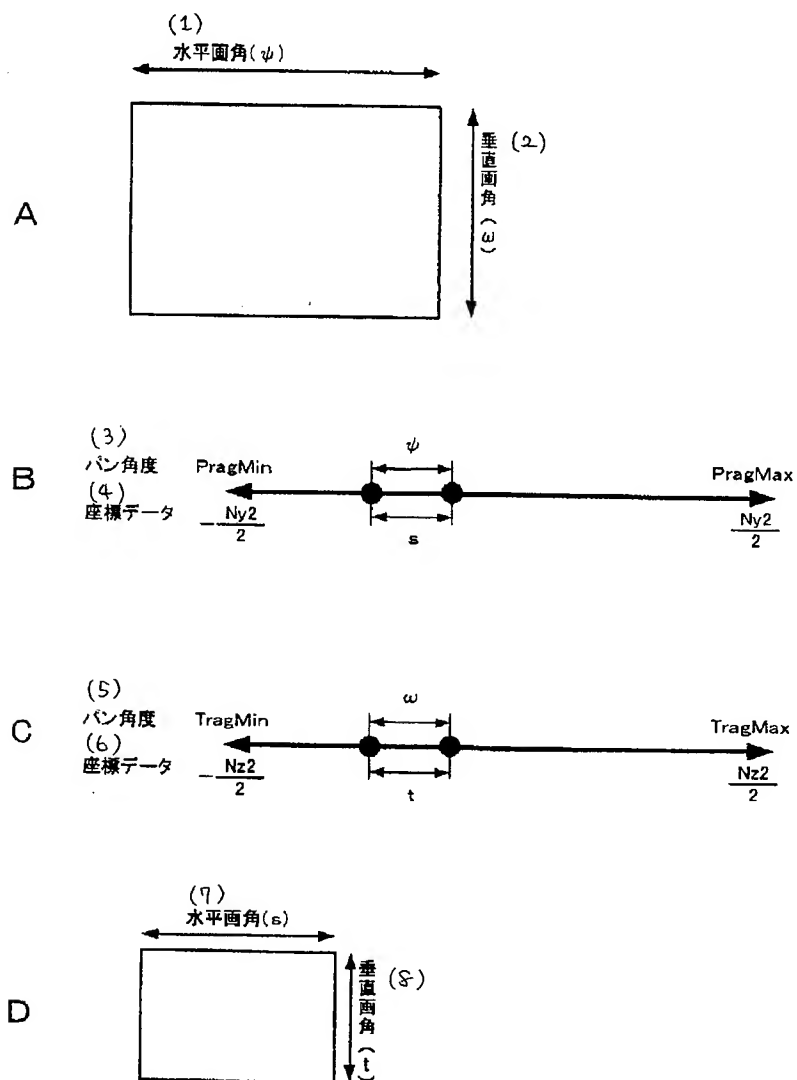 (1)
水平画角(ψ)
A
垂直画角(ω)
(2)
(3)
B
パン角度
PragMin
ψ
PragMax
(4)
座標データ
-Ny2/2
s
Ny2/2
(5)
C
パン角度
TragMin
ω
TragMax
(6)
座標データ
-Nz2/2
t
Nz2/2
(7)
水平画角(s)
D
垂直画角(t)
(8)